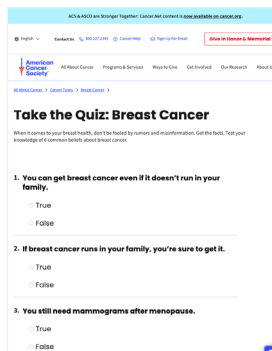 ACS & ASCO are Stronger Together: Cancer.Net content is now available on cancer.org.
English
Contact Us
800.227.2345
Cancer Help
Sign Up For Email
Give In Honor & Memorial
American
Cancer
Society
All About Cancer
Programs & Services
Ways to Give
Get Involved
Our Research
About U
All About Cancer > Cancer Types > Breast Cancer >
Take the Quiz: Breast Cancer
When it comes to your breast health, don't be fooled by rumors and misinformation. Get the facts. Test your
knowledge of 6 common beliefs about breast cancer.
1. You can get breast cancer even if it doesn't run in your
family.
True
False
2. If breast cancer runs in your family, you're sure to get it.
True
False
3. You still need mammograms after menopause.
True
False